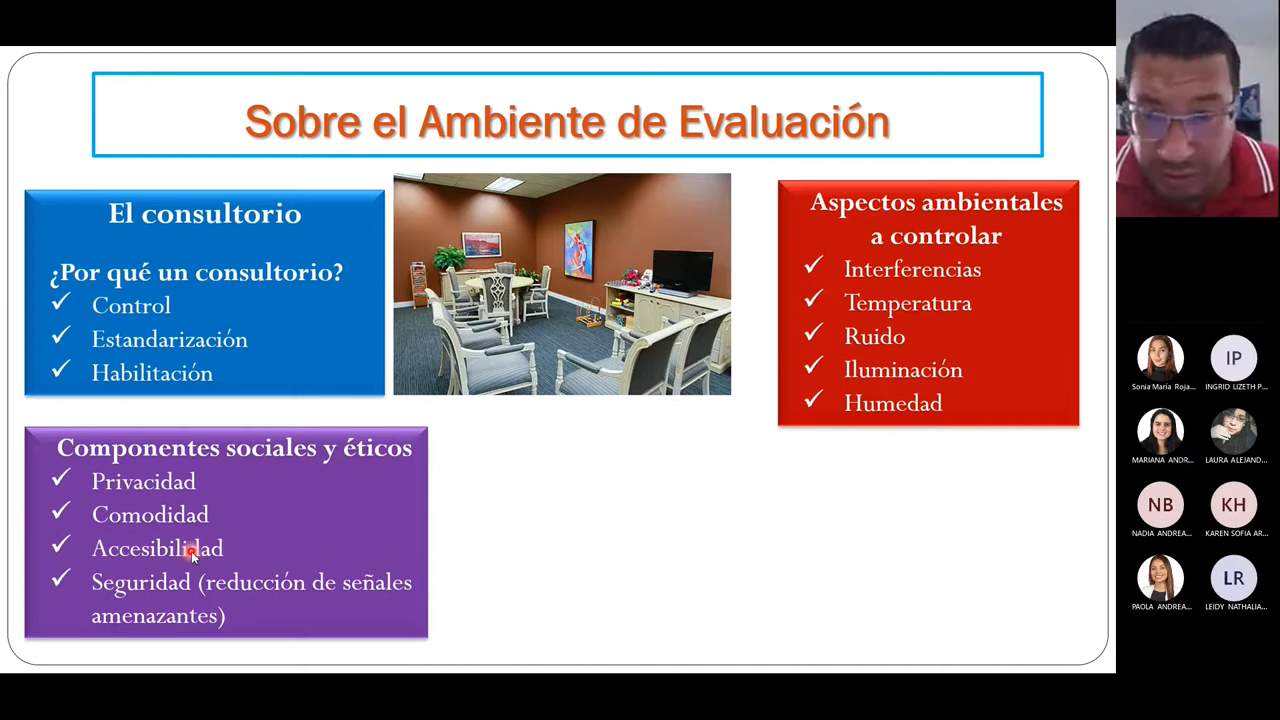 Sobre el Ambiente de Evaluación
El consultorio
¿Por qué un consultorio?
✓ Control
✓ Estandarización
✓ Habilitación
Aspectos ambientales
a controlar
✓ Interferencias
✓ Temperatura
✓ Ruido
✓ Iluminación
✓ Humedad
Componentes sociales y éticos
✓ Privacidad
✓ Comodidad
✓ Accesibilidad
✓ Seguridad (reducción de señales
amenazantes)
IP
Sonia María Roja...
INGRID LIZETH P...
MARIANA ANDR...
LAURA ALEJAND...
NB
KH
NADIA ANDREA...
KAREN SOFIA AR...
LR
PAOLA ANDREA...
LEIDY NATHALIA...